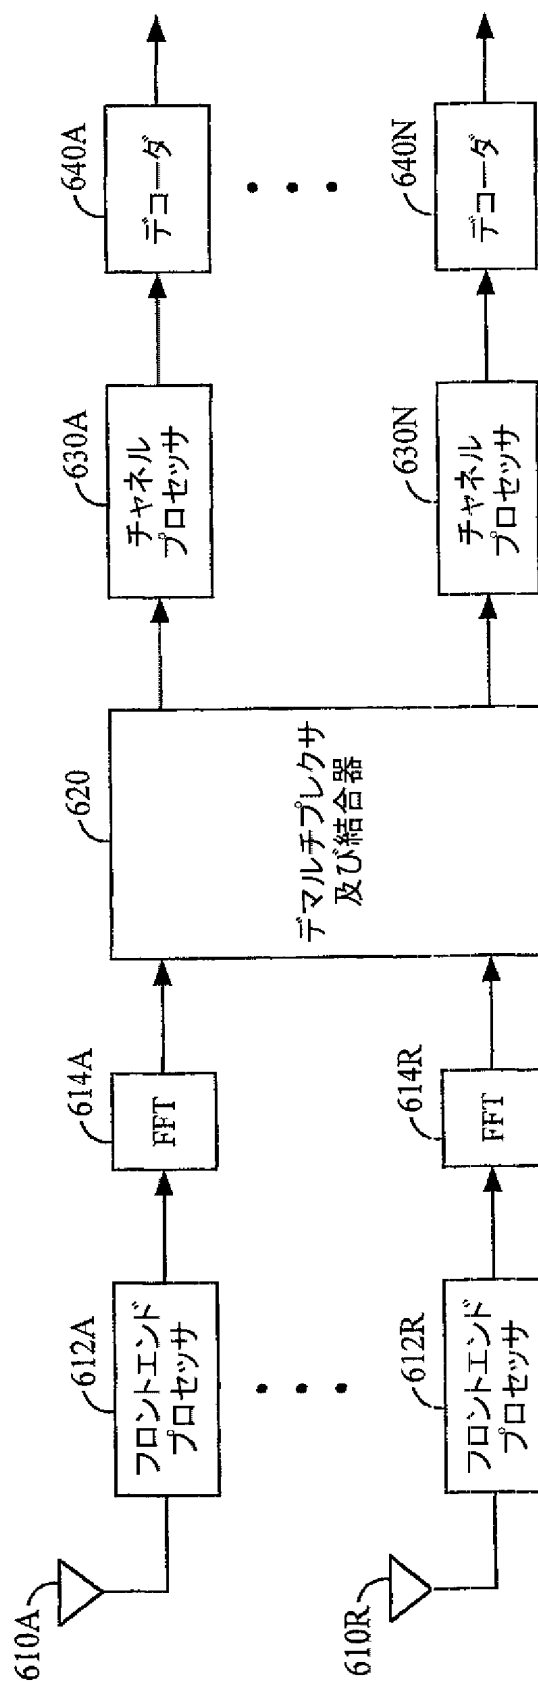 610A
612A
フロントエンド
プロセッサ
614A
FFT
620
デマルチプレクサ
及び結合器
630A
チャネル
プロセッサ
640A
デコーダ
610R
612R
フロントエンド
プロセッサ
614R
FFT
630N
チャネル
プロセッサ
640N
デコーダ